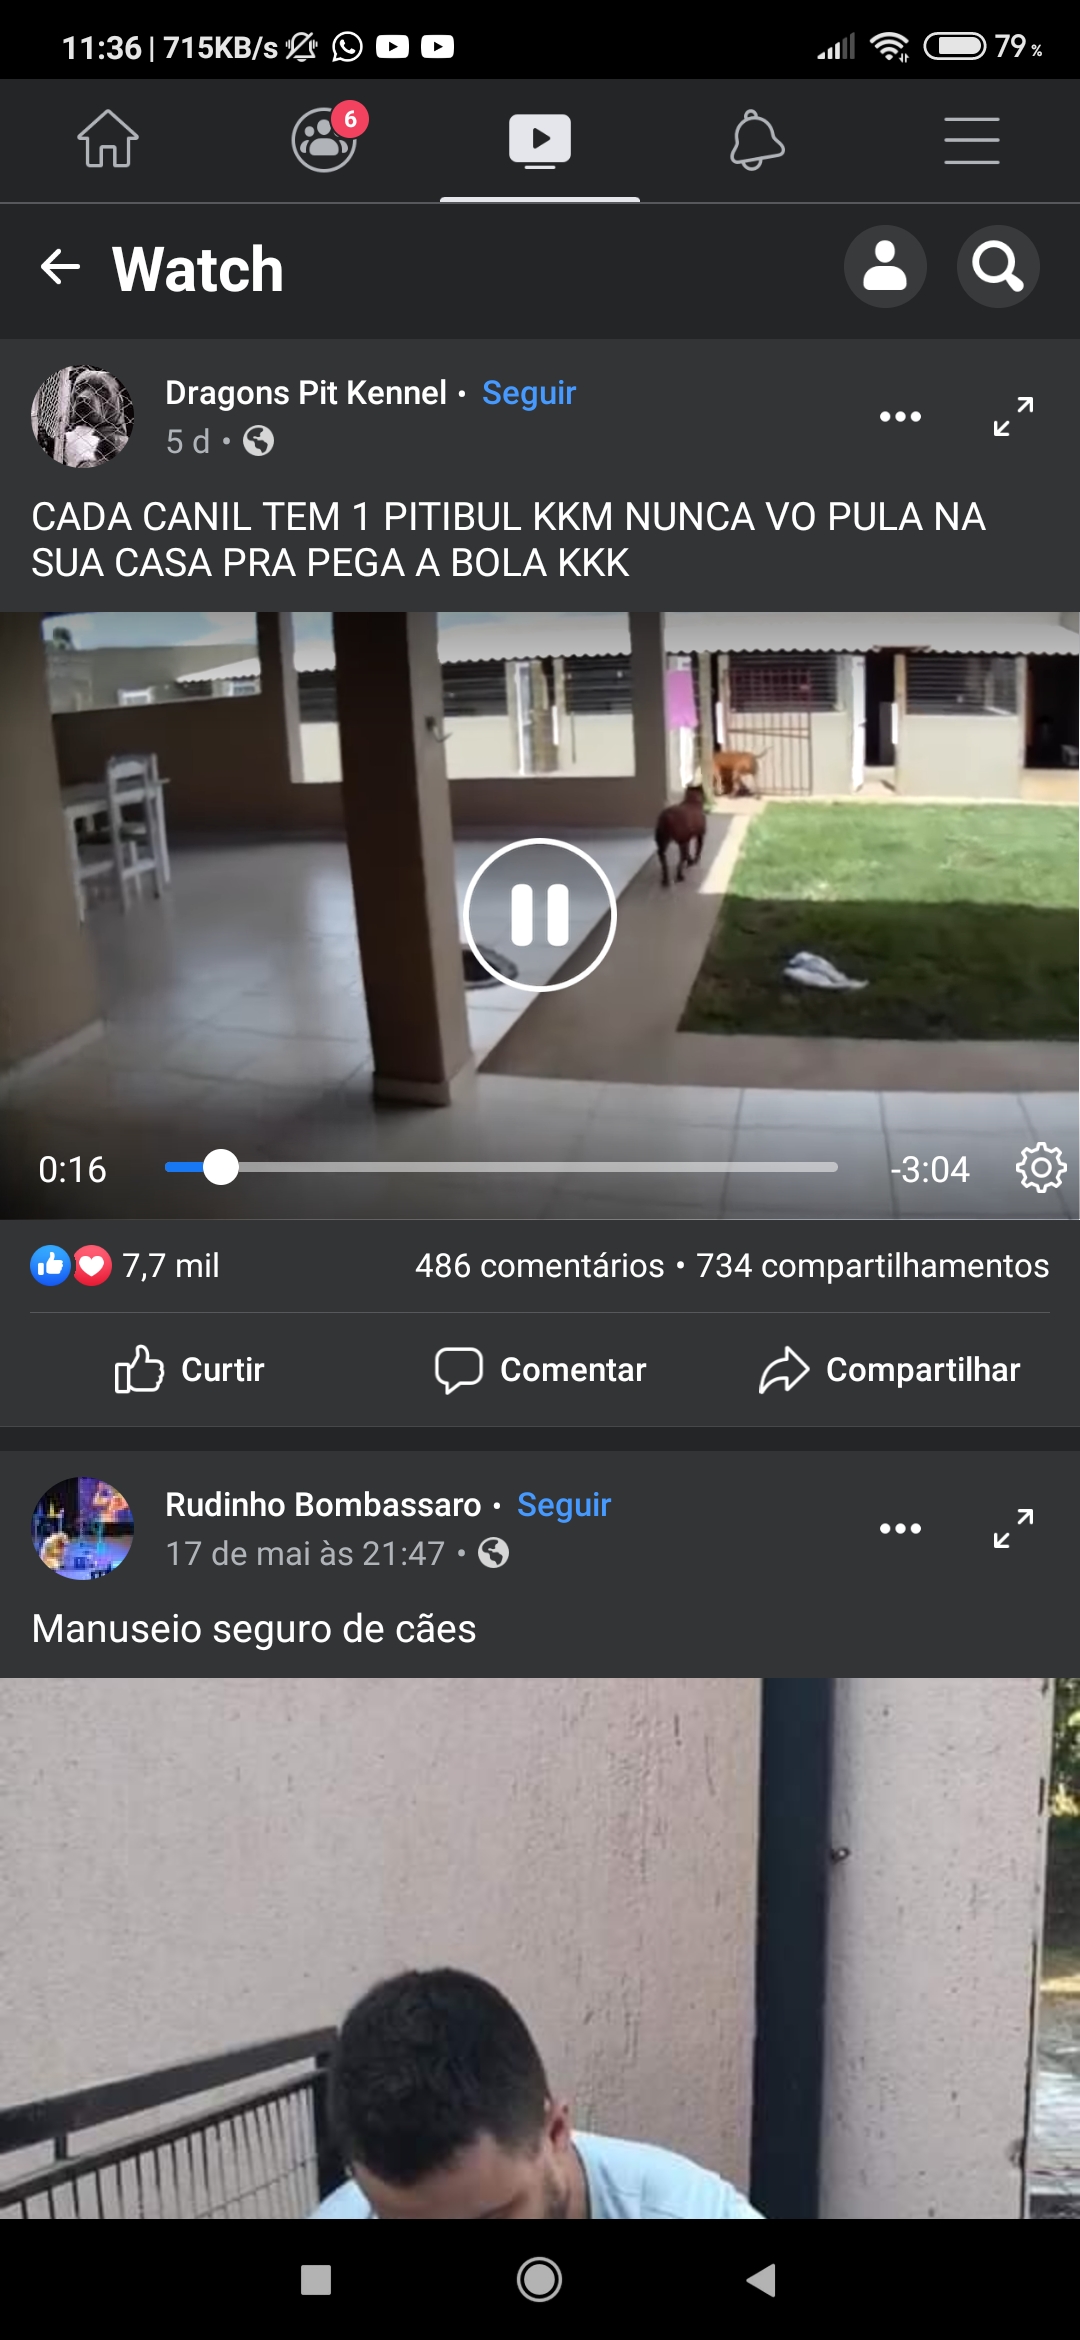 11:36 | 715KB/s 79%
6
Watch
Dragons Pit Kennel • Seguir
5 d •
CADA CANIL TEM 1 PITIBUL KKM NUNCA VO PULA NA
SUA CASA PRA PEGA A BOLA KKK
0:16 -3:04
7,7 mil 486 comentários • 734 compartilhamentos
Curtir Comentar Compartilhar
Rudinho Bombassaro • Seguir
17 de mai às 21:47 •
Manuseio seguro de cães